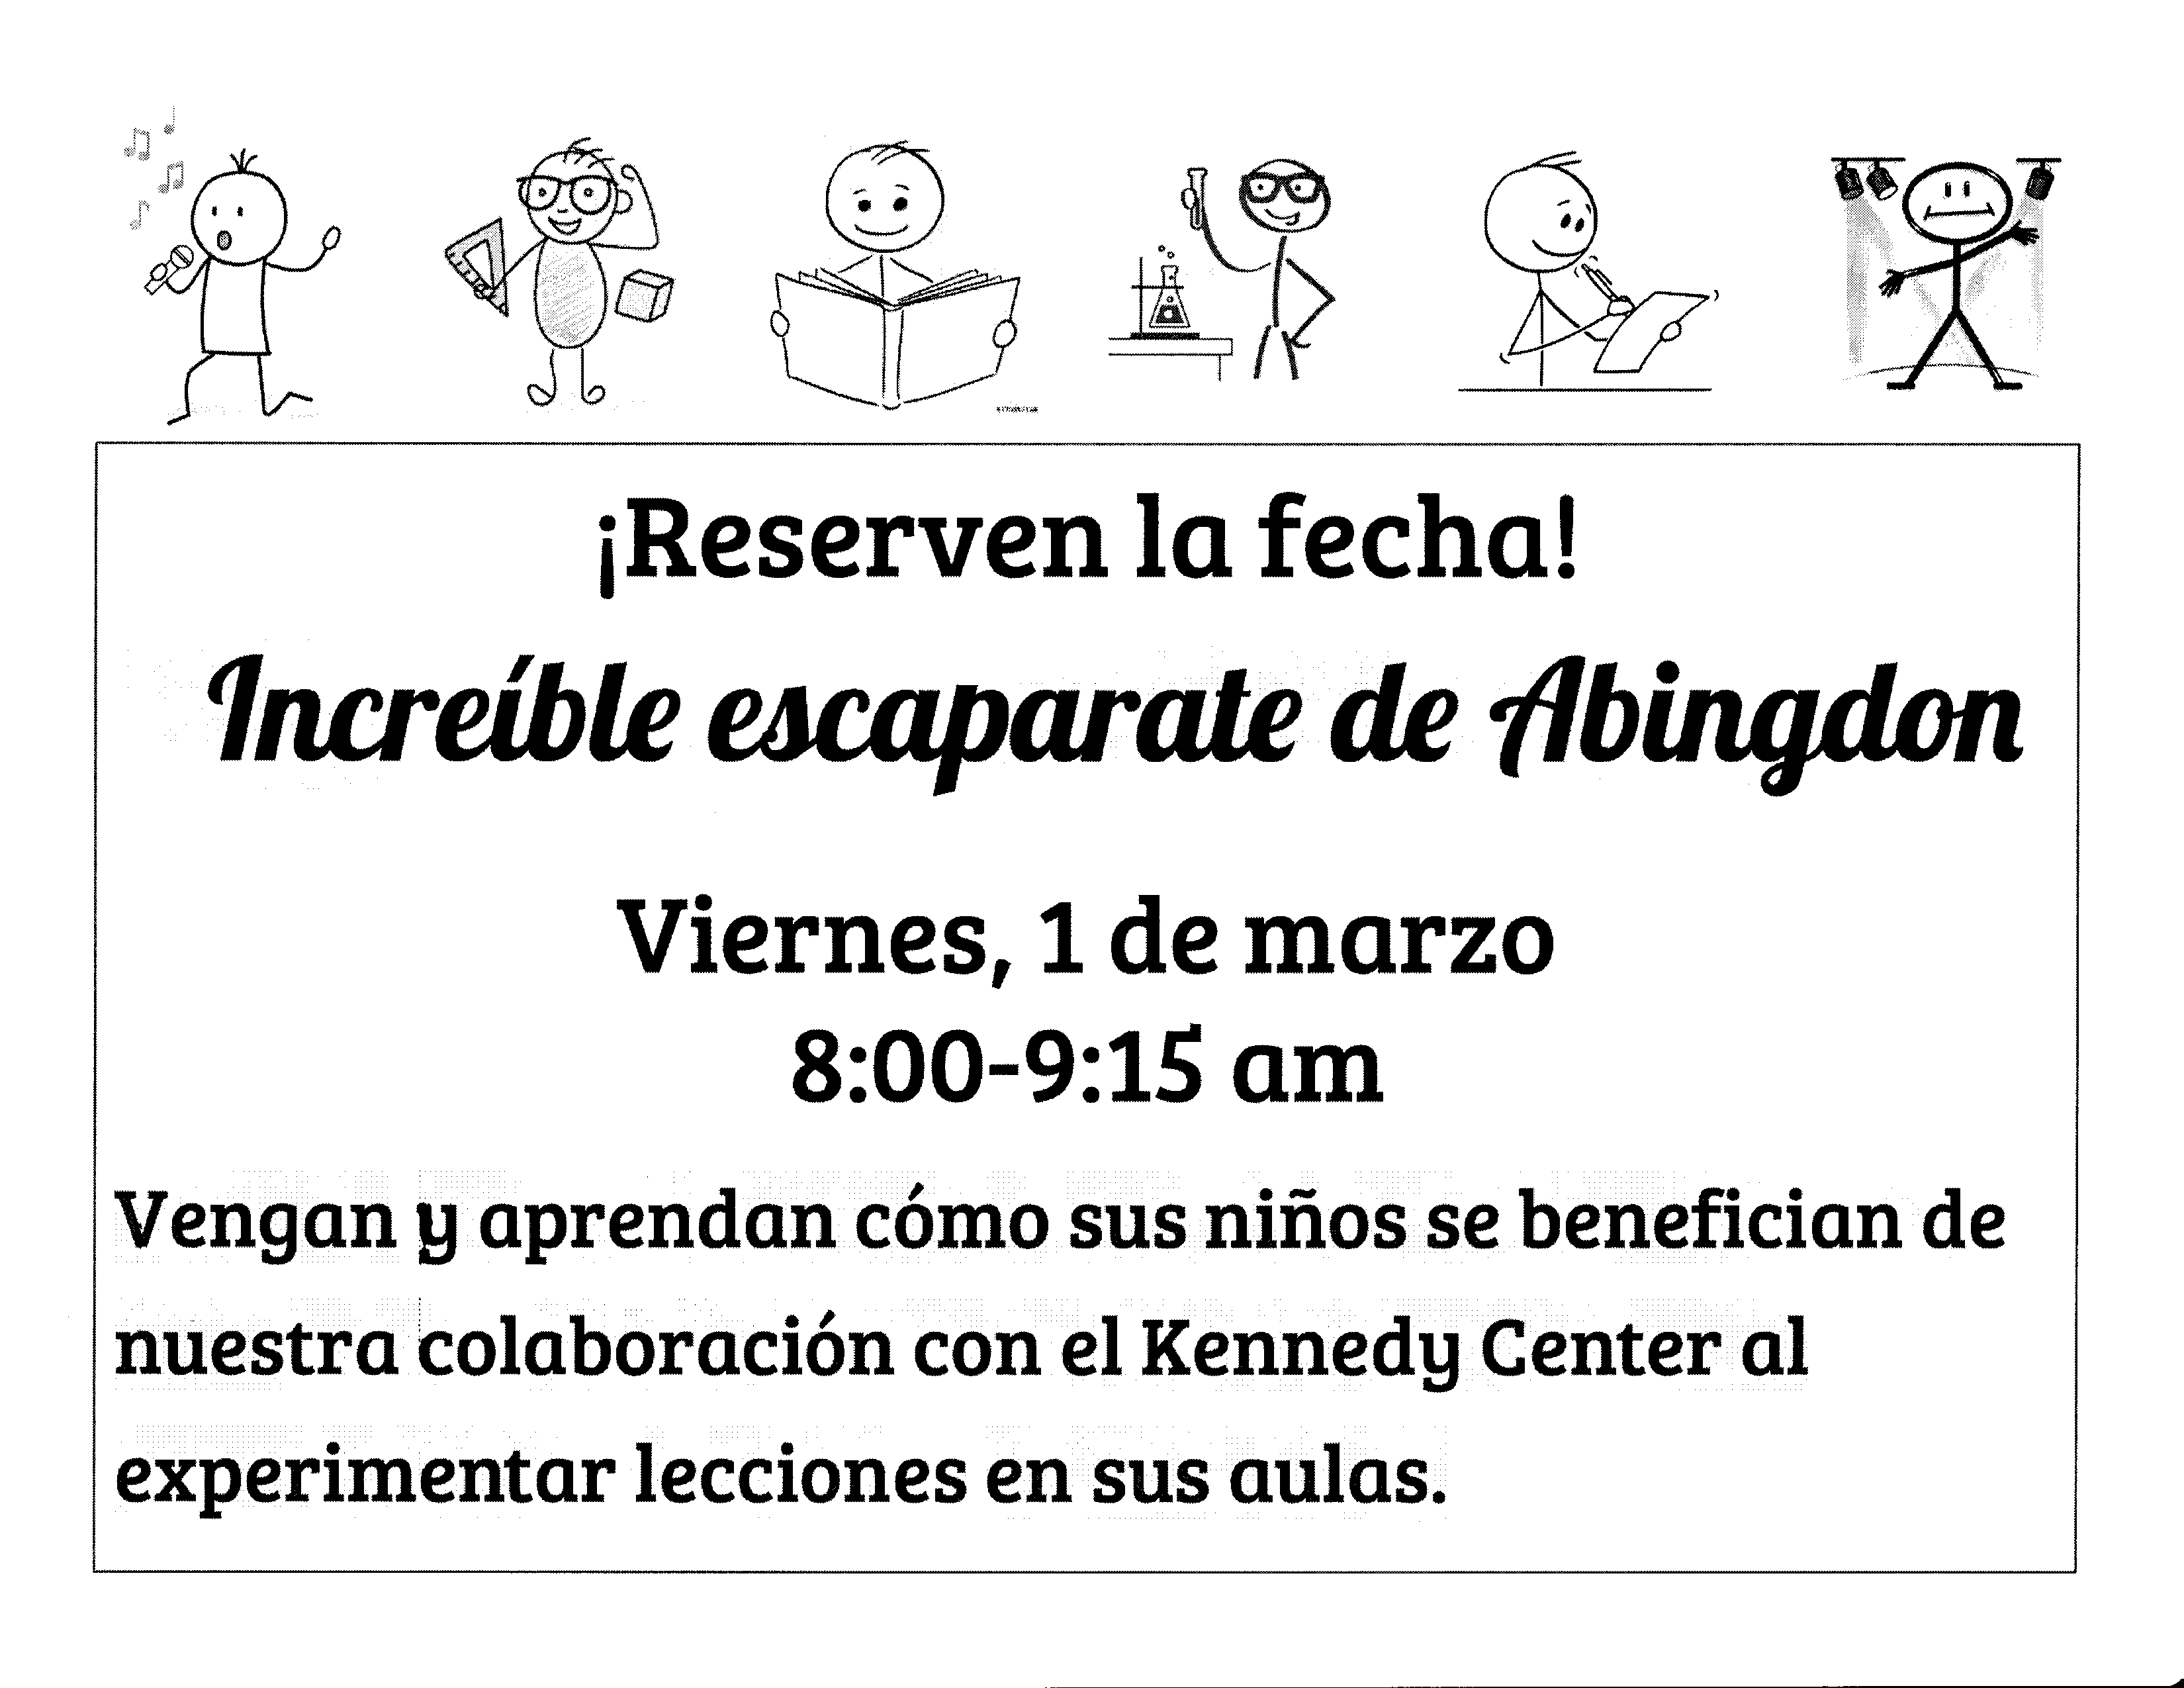 ¡Reserven la fecha!
Increíble escaparate de Abingdon
Viernes, 1 de marzo
8:00-9:15 am
Vengan y aprendan cómo sus niños se benefician de
nuestra colaboración con el Kennedy Center al
experimentar lecciones en sus aulas.